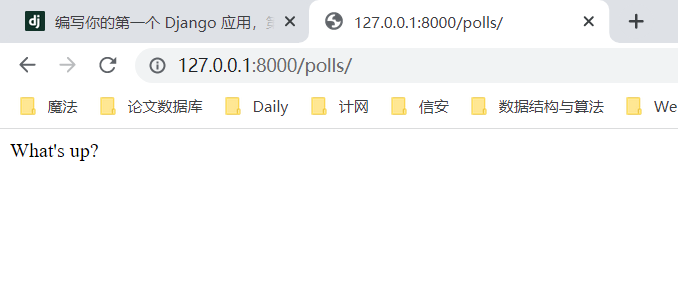 dj 编写你的第一个 Django 应用, 127.0.0.1:8000/polls/
127.0.0.1:8000/polls/
魔法 论文数据库 Daily 计网 信安 数据结构与算法 We
What's up?